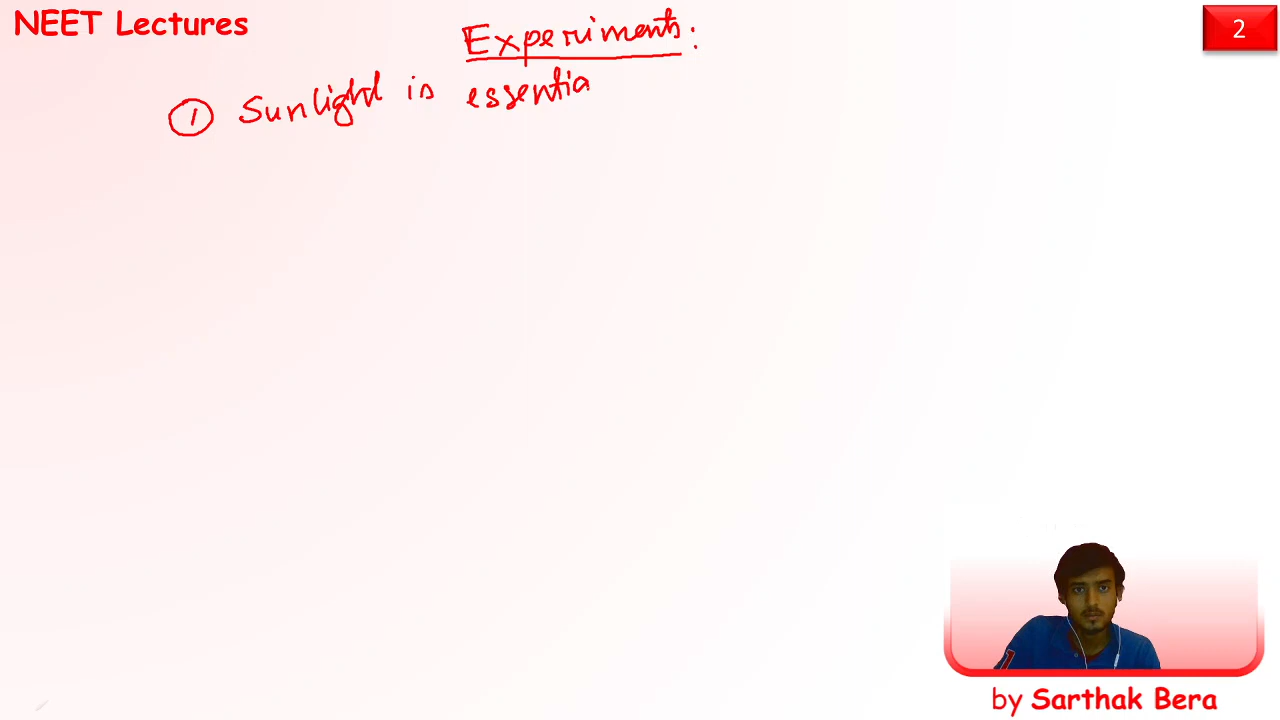 NEET Lectures
Experiments:
2
① Sunlight is essentia
by Sarthak Bera